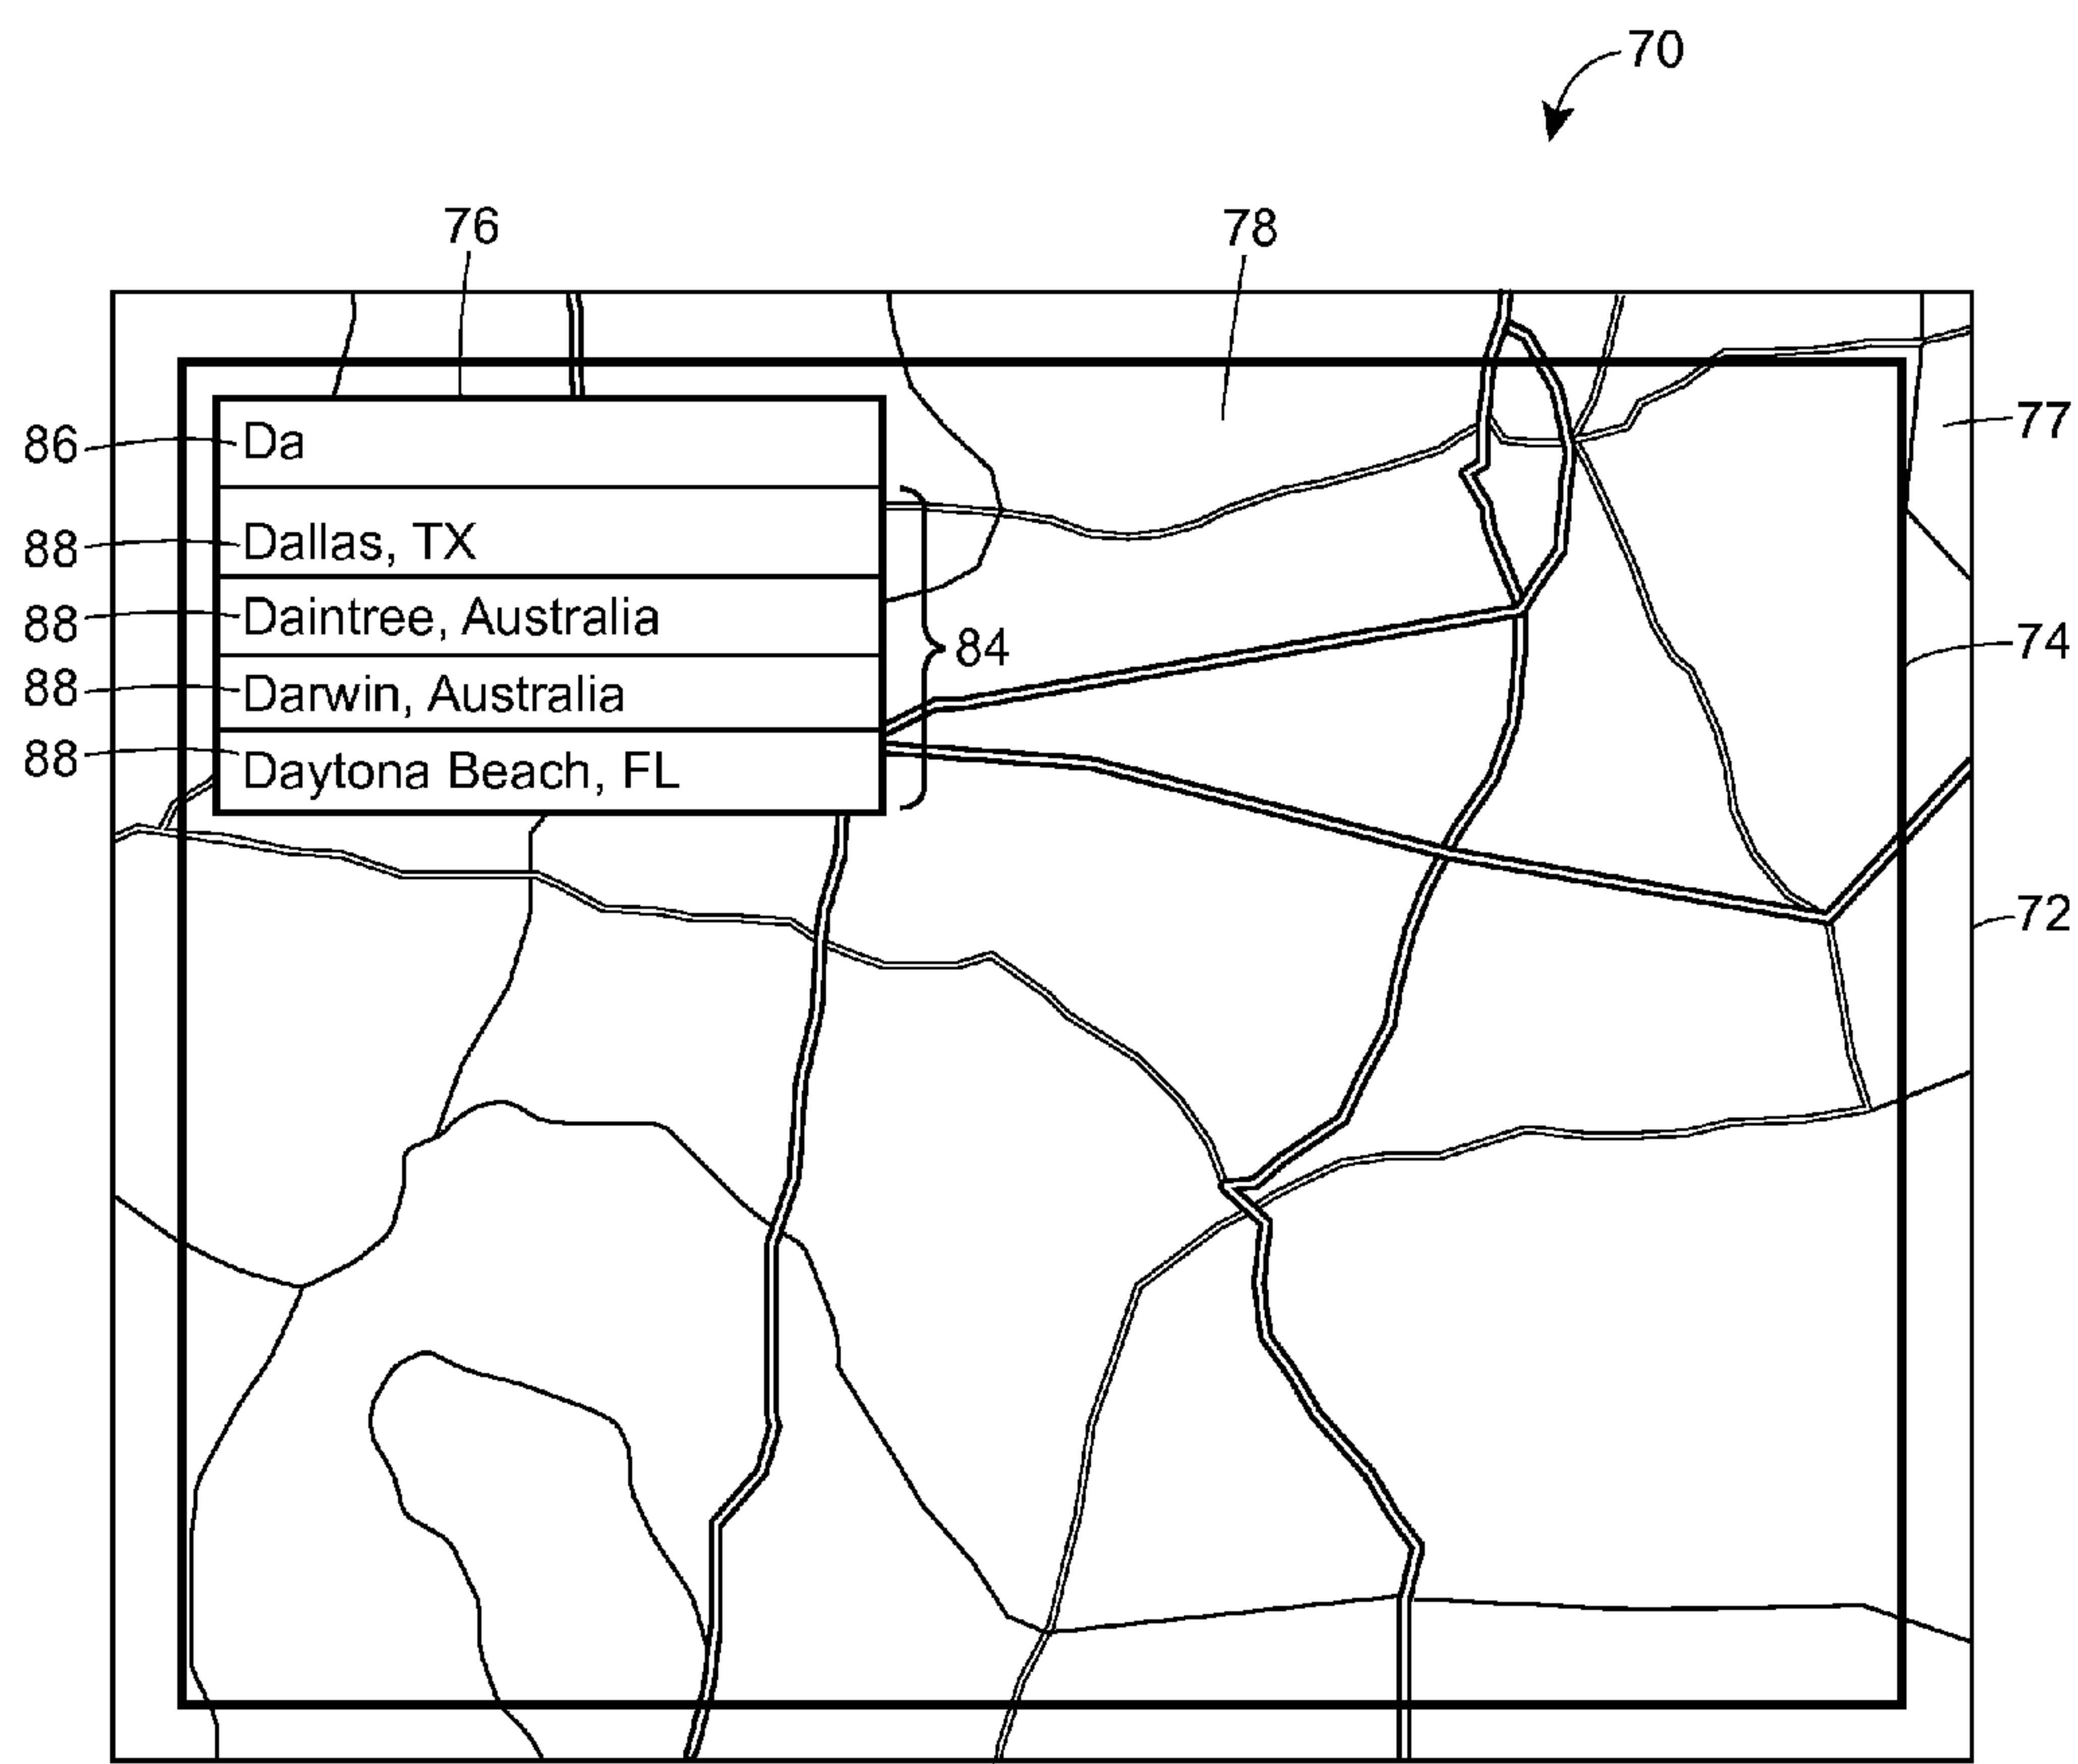 70
76 78
86 Da 77
88 Dallas, TX
88 Daintree, Australia 84 74
88 Darwin, Australia
88 Daytona Beach, FL
72